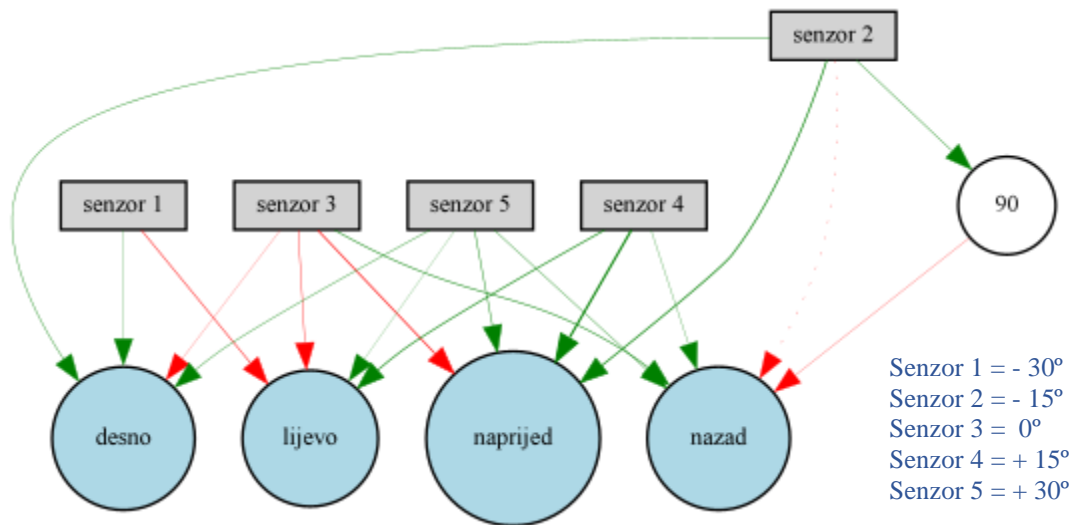 senzor 2
senzor 1
senzor 3
senzor 5
senzor 4
90
desno
lijevo
naprijed
nazad
Senzor 1 = - 30º
Senzor 2 = - 15º
Senzor 3 =  0º
Senzor 4 = + 15º
Senzor 5 = + 30º